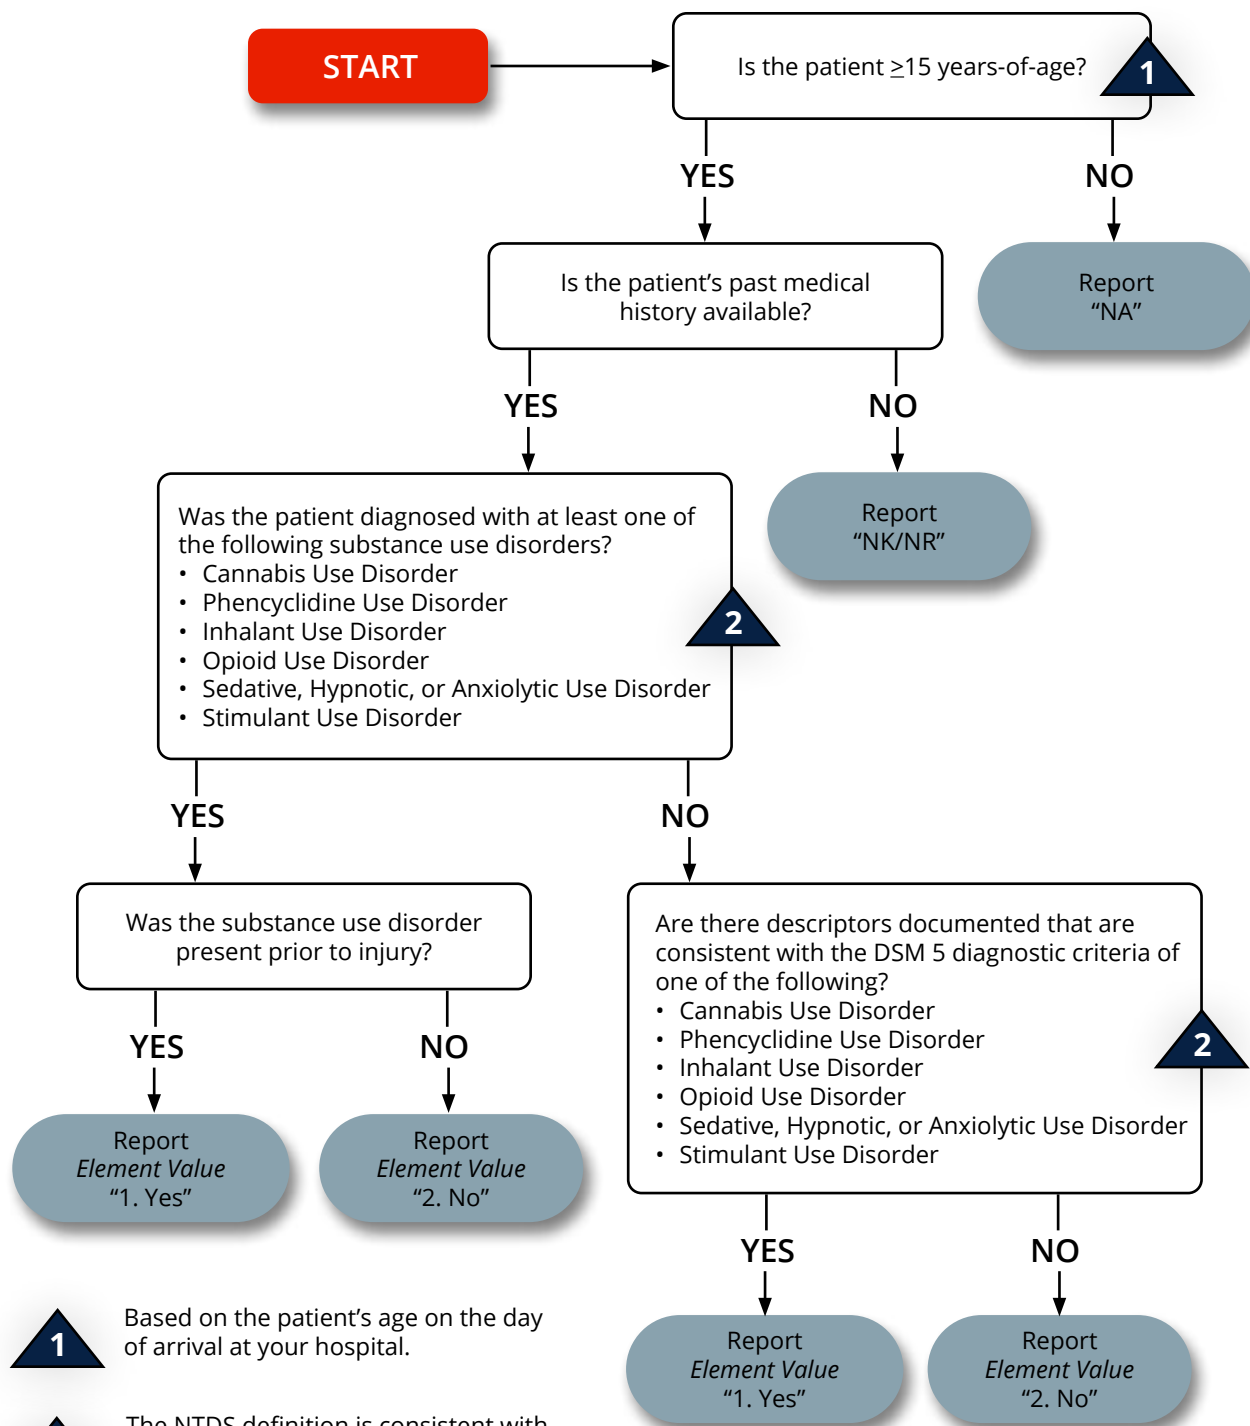 START
Is the patient ≥15 years-of-age?
1
YES
NO
Is the patient’s past medical
history available?
Report
“NA”
YES
NO
Was the patient diagnosed with at least one of
the following substance use disorders?
• Cannabis Use Disorder
• Phencyclidine Use Disorder
• Inhalant Use Disorder
• Opioid Use Disorder
• Sedative, Hypnotic, or Anxiolytic Use Disorder
• Stimulant Use Disorder
2
Report
“NK/NR”
YES
NO
Was the substance use disorder
present prior to injury?
Are there descriptors documented that are
consistent with the DSM 5 diagnostic criteria of
one of the following?
• Cannabis Use Disorder
• Phencyclidine Use Disorder
• Inhalant Use Disorder
• Opioid Use Disorder
• Sedative, Hypnotic, or Anxiolytic Use Disorder
• Stimulant Use Disorder
2
YES
NO
Report
Element Value
“1. Yes”
Report
Element Value
“2. No”
YES
NO
Report
Element Value
“1. Yes”
Report
Element Value
“2. No”
1
Based on the patient’s age on the day
of arrival at your hospital.
The NTDS definition is consistent with